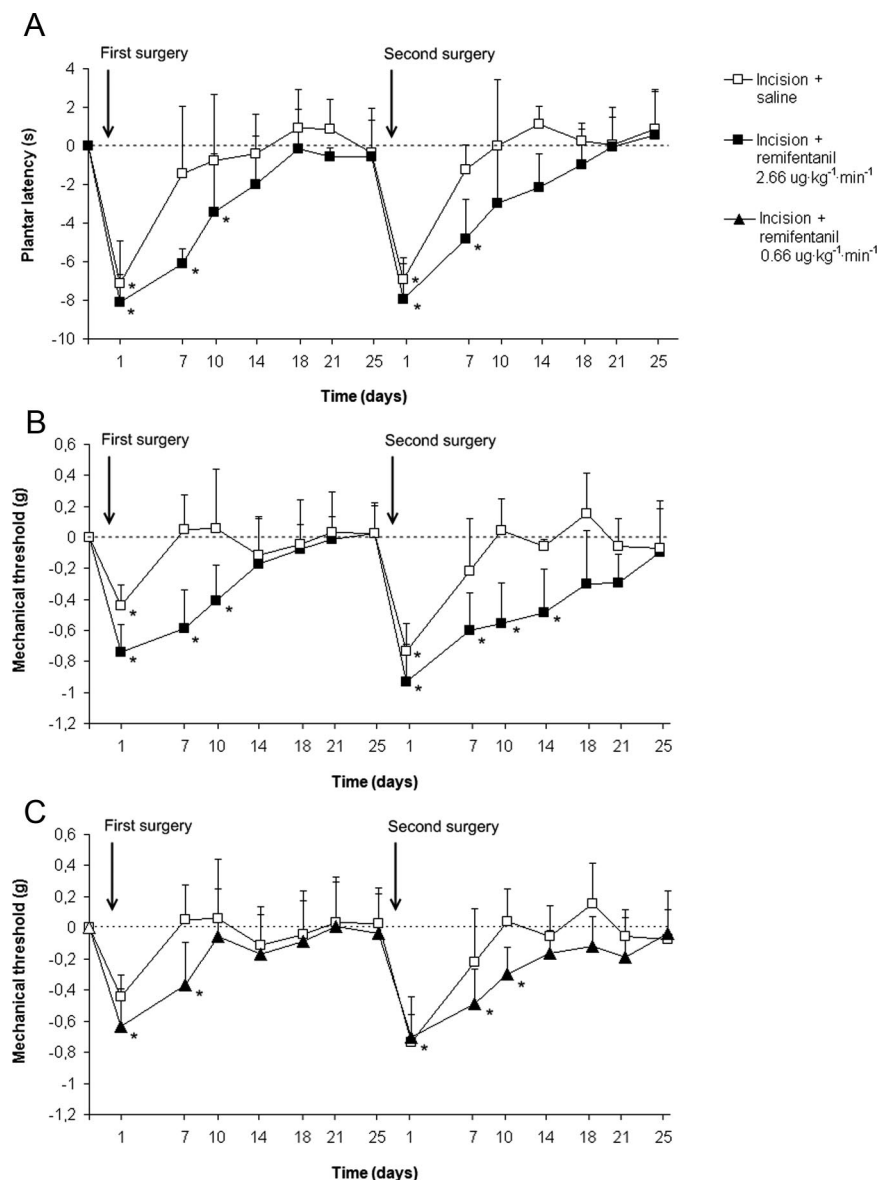 A
First surgery
Second surgery
4
2
0
-2
-4
-6
-8
-10
Plantar latency (s)
* * * * * * *
1 7 10 14 18 21 25 1 7 10 14 18 21 25
Time (days)
Incision +
saline
Incision +
remifentanil
2.66 ug·kg⁻¹·min⁻¹
Incision +
remifentanil
0.66 ug·kg⁻¹·min⁻¹
B
First surgery
Second surgery
0,6
0,4
0,2
0
-0,2
-0,4
-0,6
-0,8
-1
-1,2
Mechanical threshold (g)
* * * * * * * * *
1 7 10 14 18 21 25 1 7 10 14 18 21 25
Time (days)
C
First surgery
Second surgery
0,6
0,4
0,2
0
-0,2
-0,4
-0,6
-0,8
-1
-1,2
Mechanical threshold (g)
* * * * *
1 7 10 14 18 21 25 1 7 10 14 18 21 25
Time (days)